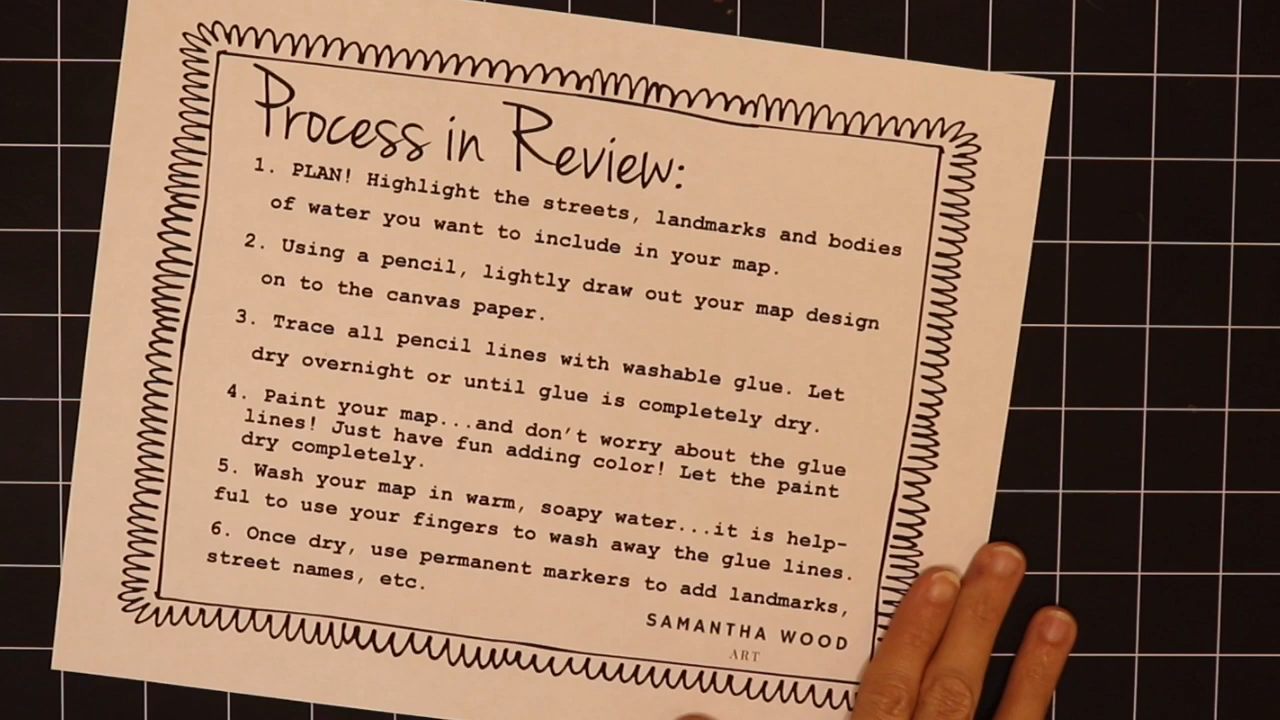 Process in Review:
1. PLAN! Highlight the streets, landmarks and bodies
of water you want to include in your map.
2. Using a pencil, lightly draw out your map design
on to the canvas paper.
3. Trace all pencil lines with washable glue. Let
dry overnight or until glue is completely dry.
4. Paint your map...and don't worry about the glue
lines! Just have fun adding color! Let the paint
dry completely.
5. Wash your map in warm, soapy water...it is help-
ful to use your fingers to wash away the glue lines.
6. Once dry, use permanent markers to add landmarks,
street names, etc.
SAMANTHA WOOD
ART